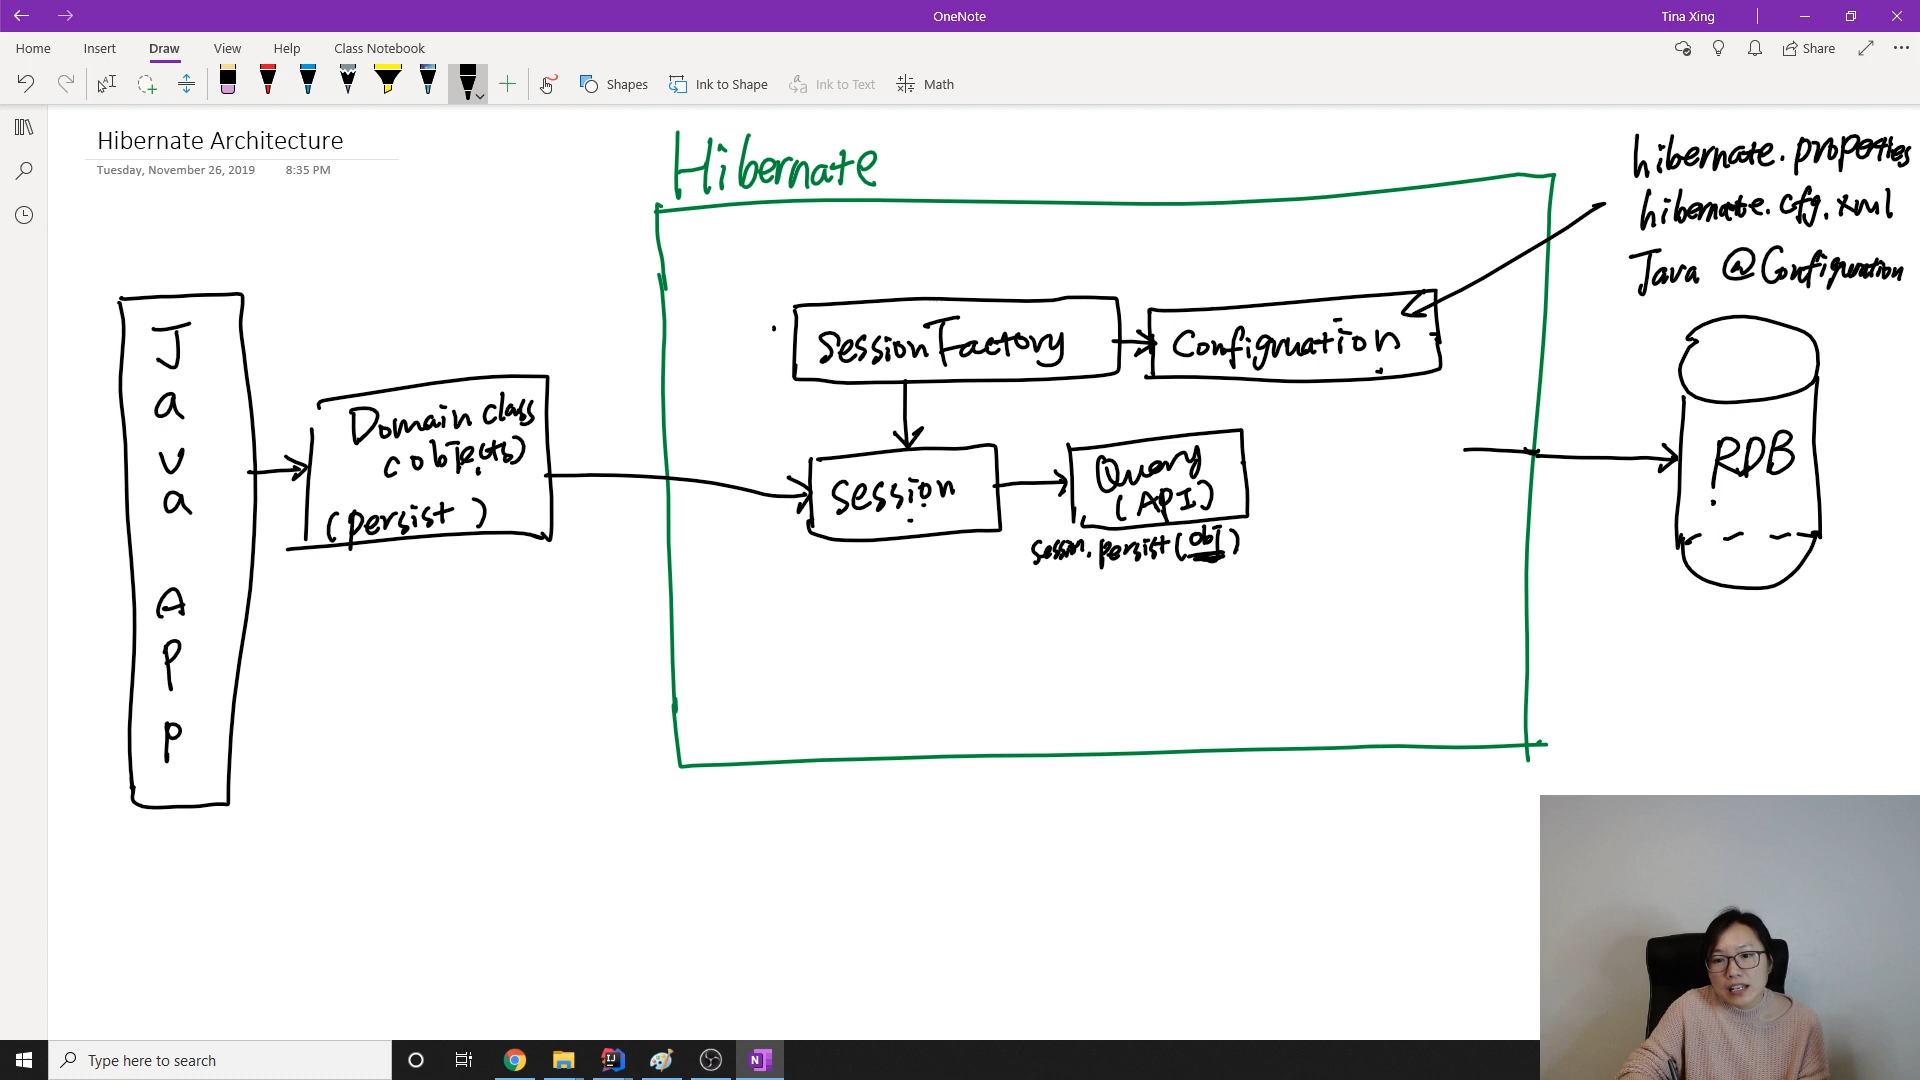 OneNote
Tina Xing
Home Insert Draw View Help Class Notebook
Share
Shapes Ink to Shape Ink to Text Math
Hibernate Architecture
Tuesday, November 26, 2019 8:35 PM
Hibernate
hibernate.properties
hibernate.cfg.xml
Java @Configuration
Java APP
Domain class
(objects)
(persist)
SessionFactory
Configuration
Session
Query
(API)
session.persist(obj)
RDB
Type here to search